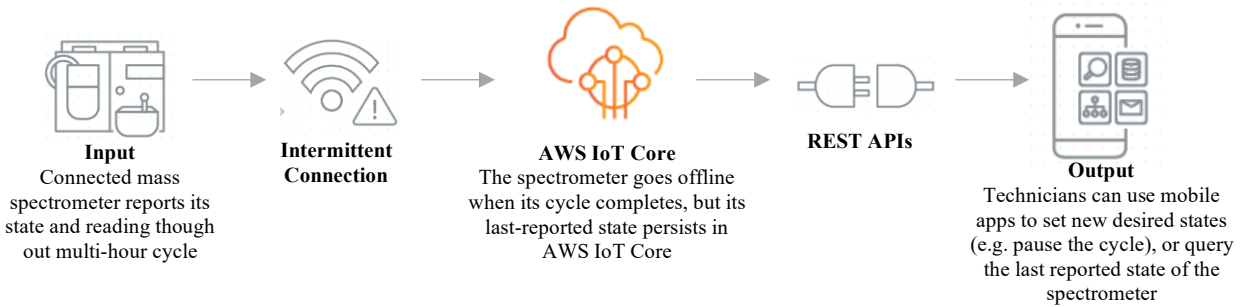 Input
Connected mass
spectrometer reports its
state and reading though
out multi-hour cycle
Intermittent
Connection
AWS IoT Core
The spectrometer goes offline
when its cycle completes, but its
last-reported state persists in
AWS IoT Core
REST APIs
Output
Technicians can use mobile
apps to set new desired states
(e.g. pause the cycle), or query
the last reported state of the
spectrometer